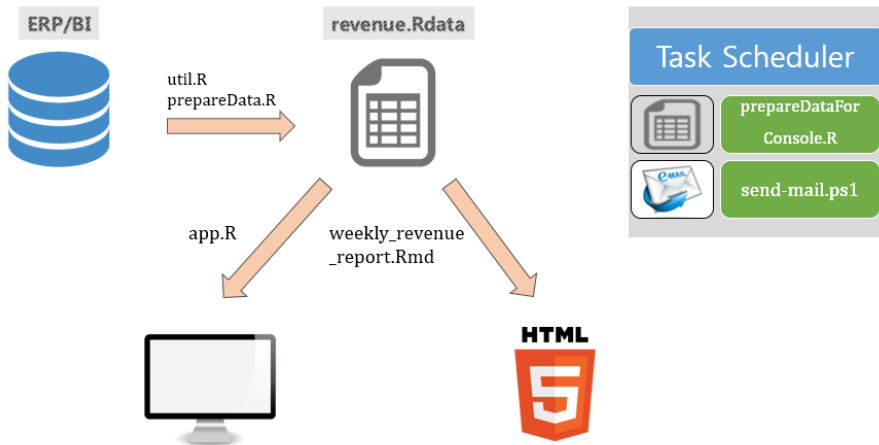 ERP/BI
revenue.Rdata
util.R
prepareData.R
app.R
weekly_revenue
_report.Rmd
HTML
5
Task Scheduler
prepareDataFor
Console.R
E-MAIL
send-mail.ps1